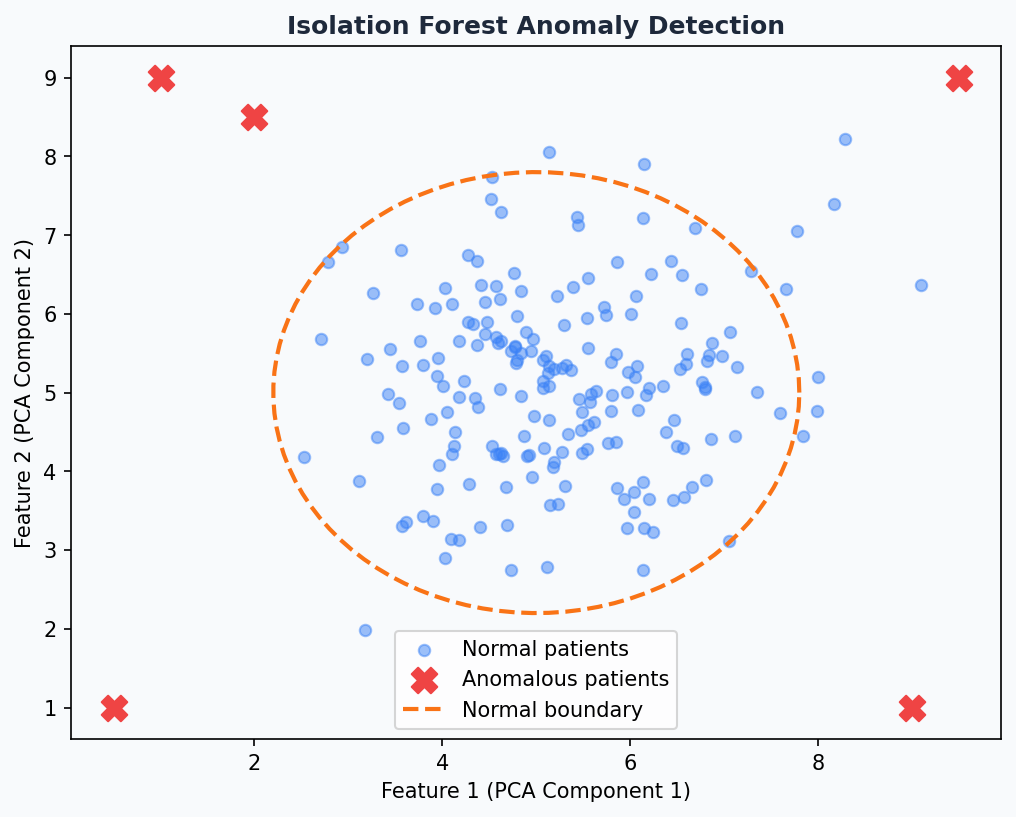 Isolation Forest Anomaly Detection
Feature 2 (PCA Component 2)
9
8
7
6
5
4
3
2
1
Normal patients
Anomalous patients
Normal boundary
2 4 6 8
Feature 1 (PCA Component 1)